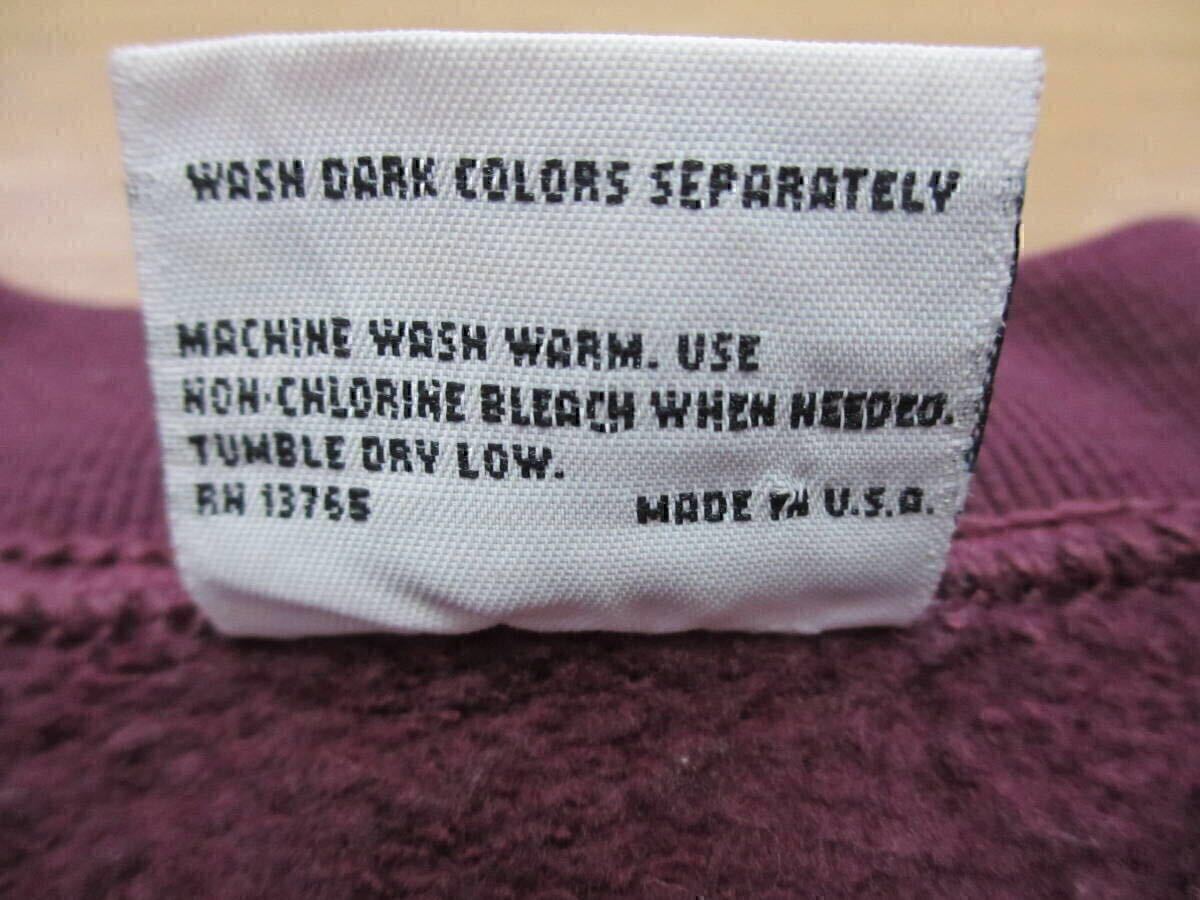 WASH DARK COLORS SEPARATELY
MACHINE WASH WARM. USE
NON-CHLORINE BLEACH WHEN NEEDED.
TUMBLE DRY LOW.
RN 13765 MADE IN U.S.A.